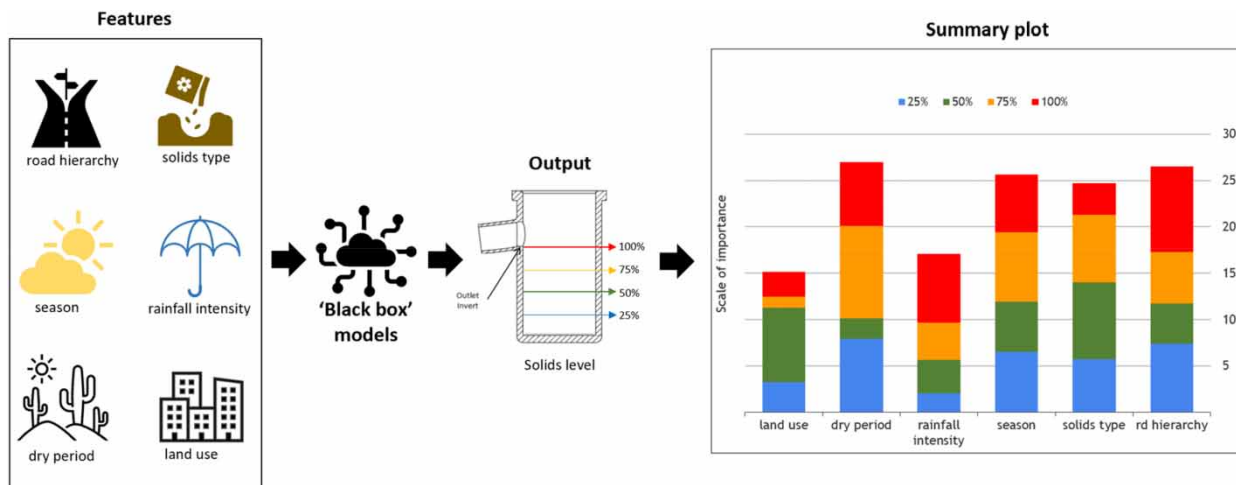 Features
road hierarchy
solids type
season
rainfall intensity
dry period
land use
'Black box'
models
Output
100%
75%
50%
25%
Outlet
Invert
Solids level
Summary plot
25% 50% 75% 100%
Scale of importance
30
25
20
15
10
5
land use dry period rainfall season solids type rd hierarchy
intensity